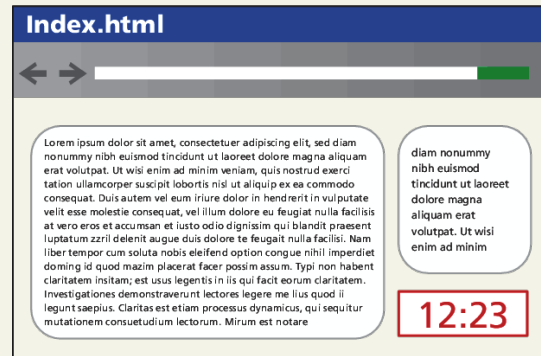 Index.html
Lorem ipsum dolor sit amet, consectetuer adipiscing elit, sed diam
nonummy nibh euismod tincidunt ut laoreet dolore magna aliquam
erat volutpat. Ut wisi enim ad minim veniam, quis nostrud exerci
tation ullamcorper suscipit lobortis nisl ut aliquip ex ea commodo
consequat. Duis autem vel eum iriure dolor in hendrerit in vulputate
velit esse molestie consequat, vel illum dolore eu feugiat nulla facilisis
at vero eros et accumsan et iusto odio dignissim qui blandit praesent
luptatum zzril delenit augue duis dolore te feugait nulla facilisi. Nam
liber tempor cum soluta nobis eleifend option congue nihil imperdiet
doming id quod mazim placerat facer possim assum. Typi non habent
claritatem insitam; est usus legentis in iis qui facit eorum claritatem.
Investigationes demonstraverunt lectores legere me lius quod ii
legunt saepius. Claritas est etiam processus dynamicus, qui sequitur
mutationem consuetudium lectorum. Mirum est notare
diam nonummy
nibh euismod
tincidunt ut laoreet
dolore magna
aliquam erat
volutpat. Ut wisi
enim ad minim
12:23